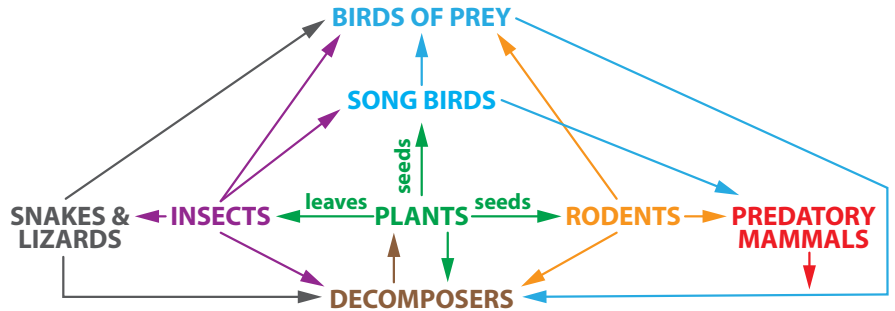 BIRDS OF PREY
SONG BIRDS
seeds
SNAKES &
LIZARDS
INSECTS
leaves
PLANTS
seeds
RODENTS
PREDATORY
MAMMALS
DECOMPOSERS